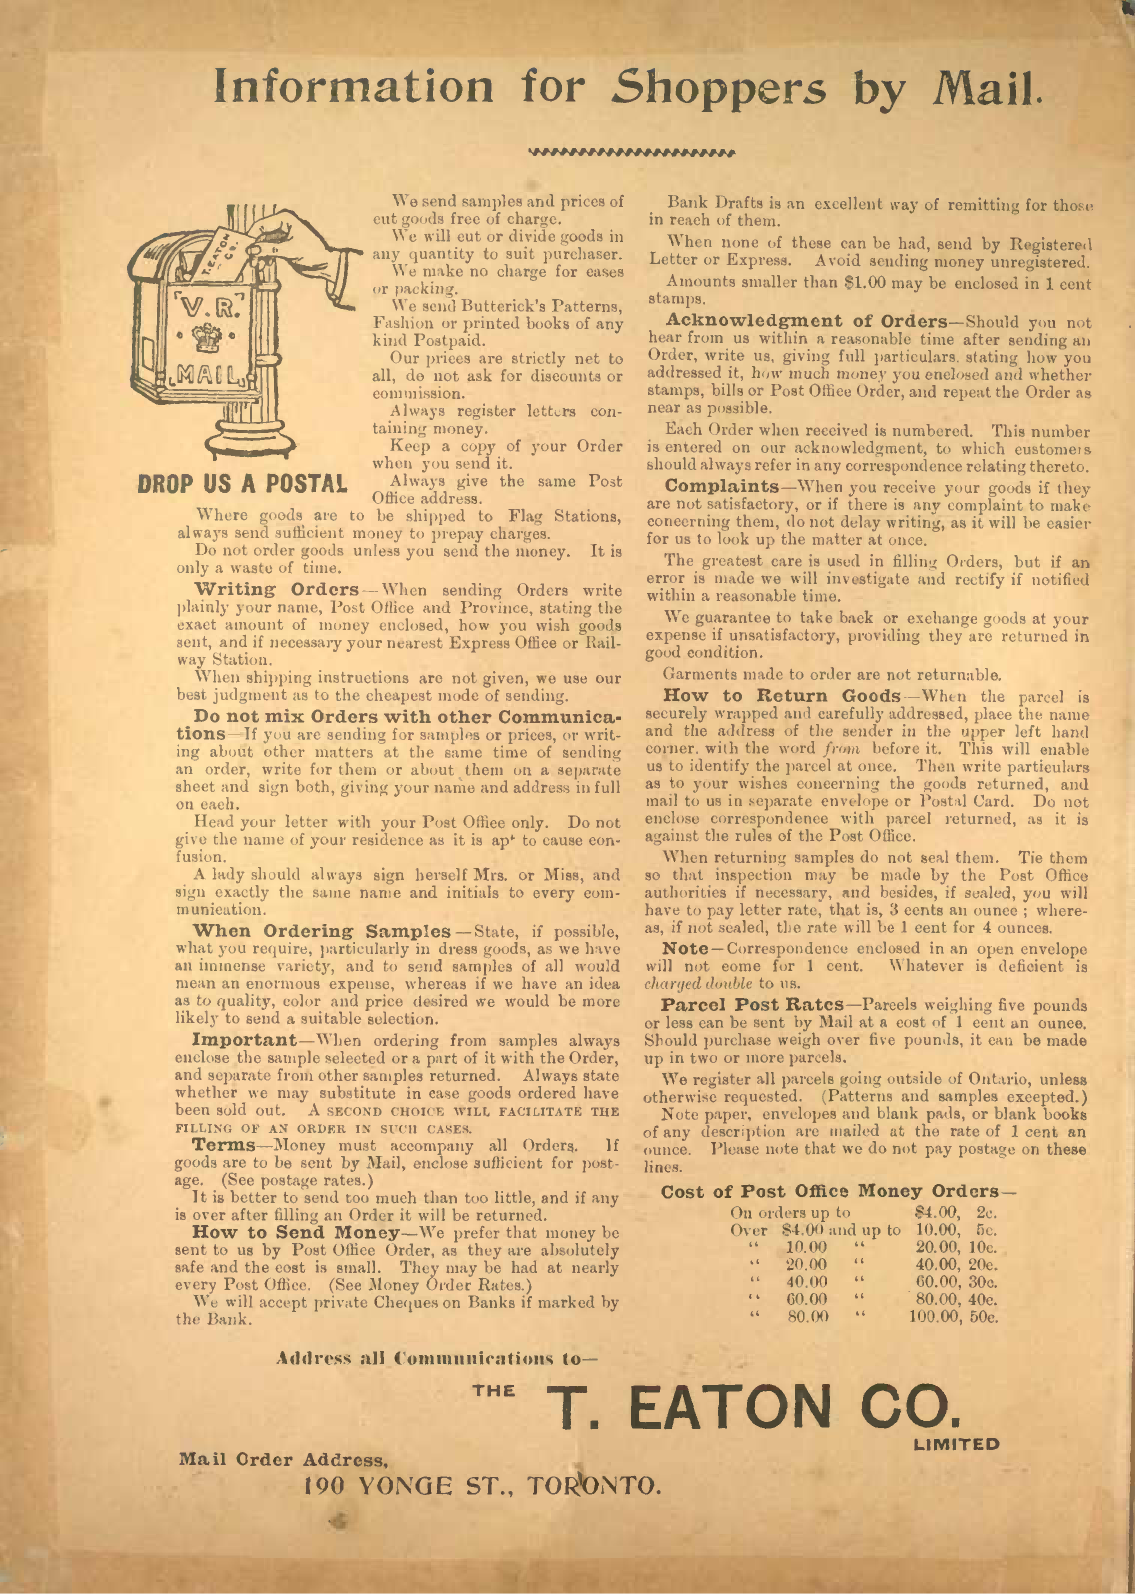 Information for Shoppers by Mail.
T. EATON
CO.
V. R.
MAIL
DROP US A POSTAL
We send samples and prices of
cut goods free of charge.
We will cut or divide goods in
any quantity to suit purchaser.
We make no charge for cases
or packing.
We send Butterick's Patterns,
Fashion or printed books of any
kind Postpaid.
Our prices are strictly net to
all, do not ask for discounts or
commission.
Always register letters con-
taining money.
Keep a copy of your Order
when you send it.
Always give the same Post
Office address.
Where goods are to be shipped to Flag Stations,
always send sufficient money to prepay charges.
Do not order goods unless you send the money. It is
only a waste of time.
Writing Orders—When sending Orders write
plainly your name, Post Office and Province, stating the
exact amount of money enclosed, how you wish goods
sent, and if necessary your nearest Express Office or Rail-
way Station.
When shipping instructions are not given, we use our
best judgment as to the cheapest mode of sending.
Do not mix Orders with other Communica-
tions—If you are sending for samples or prices, or writ-
ing about other matters at the same time of sending
an order, write for them or about them on a separate
sheet and sign both, giving your name and address in full
on each.
Head your letter with your Post Office only. Do not
give the name of your residence as it is apt to cause con-
fusion.
A lady should always sign herself Mrs. or Miss, and
sign exactly the same name and initials to every com-
munication.
When Ordering Samples—State, if possible,
what you require, particularly in dress goods, as we have
an immense variety, and to send samples of all would
mean an enormous expense, whereas if we have an idea
as to quality, color and price desired we would be more
likely to send a suitable selection.
Important—When ordering from samples always
enclose the sample selected or a part of it with the Order,
and separate from other samples returned. Always state
whether we may substitute in case goods ordered have
been sold out. A SECOND CHOICE WILL FACILITATE THE
FILLING OF AN ORDER IN SUCH CASES.
Terms—Money must accompany all Orders. If
goods are to be sent by Mail, enclose sufficient for post-
age. (See postage rates.)
It is better to send too much than too little, and if any
is over after filling an Order it will be returned.
How to Send Money—We prefer that money be
sent to us by Post Office Order, as they are absolutely
safe and the cost is small. They may be had at nearly
every Post Office. (See Money Order Rates.)
We will accept private Cheques on Banks if marked by
the Bank.
Bank Drafts is an excellent way of remitting for those
in reach of them.
When none of these can be had, send by Registered
Letter or Express. Avoid sending money unregistered.
Amounts smaller than $1.00 may be enclosed in 1 cent
stamps.
Acknowledgment of Orders—Should you not
hear from us within a reasonable time after sending an
Order, write us, giving full particulars, stating how you
addressed it, how much money you enclosed and whether
stamps, bills or Post Office Order, and repeat the Order as
near as possible.
Each Order when received is numbered. This number
is entered on our acknowledgment, to which customers
should always refer in any correspondence relating thereto.
Complaints—When you receive your goods if they
are not satisfactory, or if there is any complaint to make
concerning them, do not delay writing, as it will be easier
for us to look up the matter at once.
The greatest care is used in filling Orders, but if an
error is made we will investigate and rectify if notified
within a reasonable time.
We guarantee to take back or exchange goods at your
expense if unsatisfactory, providing they are returned in
good condition.
Garments made to order are not returnable.
How to Return Goods—When the parcel is
securely wrapped and carefully addressed, place the name
and the address of the sender in the upper left hand
corner, with the word from before it. This will enable
us to identify the parcel at once. Then write particulars
as to your wishes concerning the goods returned, and
mail to us in separate envelope or Postal Card. Do not
enclose correspondence with parcel returned, as it is
against the rules of the Post Office.
When returning samples do not seal them. Tie them
so that inspection may be made by the Post Office
authorities if necessary, and besides, if sealed, you will
have to pay letter rate, that is, 3 cents an ounce ; where-
as, if not sealed, the rate will be 1 cent for 4 ounces.
Note—Correspondence enclosed in an open envelope
will not come for 1 cent. Whatever is deficient is
charged double to us.
Parcel Post Rates—Parcels weighing five pounds
or less can be sent by Mail at a cost of 1 cent an ounce.
Should purchase weigh over five pounds, it can be made
up in two or more parcels.
We register all parcels going outside of Ontario, unless
otherwise requested. (Patterns and samples excepted.)
Note paper, envelopes and blank pads, or blank books
of any description are mailed at the rate of 1 cent an
ounce. Please note that we do not pay postage on these
lines.
Cost of Post Office Money Orders—
On orders up to $4.00, 2c.
Over $4.00 and up to 10.00, 5c.
" 10.00 " 20.00, 10c.
" 20.00 " 40.00, 20c.
" 40.00 " 60.00, 30c.
" 60.00 " 80.00, 40c.
" 80.00 " 100.00, 50c.
Address all Communications to—
THE T. EATON CO.
LIMITED
Mail Order Address,
190 YONGE ST., TORONTO.